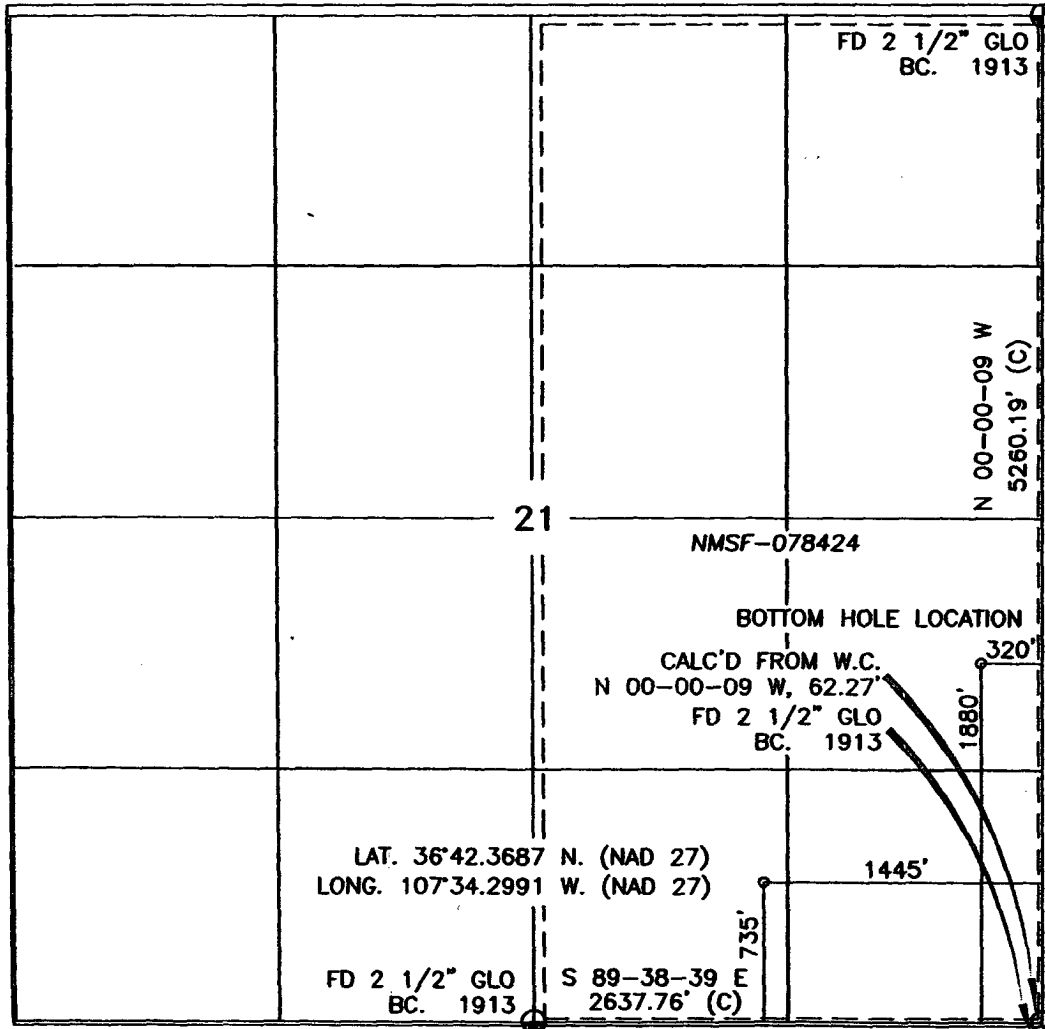 FD 2 1/2" GLO
BC. 1913
N 00-00-09 W
5260.19' (C)
21
NMSF-078424
BOTTOM HOLE LOCATION
320'
CALC'D FROM W.C.
N 00-00-09 W, 62.27'
FD 2 1/2" GLO
BC. 1913
1880'
LAT. 36°42.3687 N. (NAD 27)
LONG. 107°34.2991 W. (NAD 27)
1445'
735'
FD 2 1/2" GLO
BC. 1913
S 89-38-39 E
2637.76' (C)